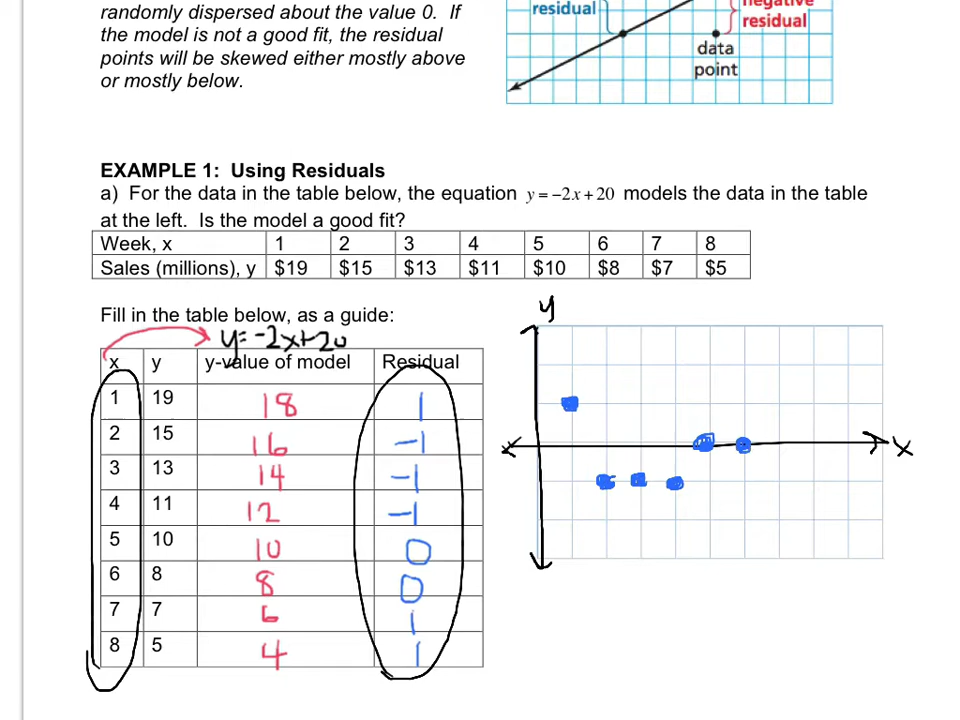 randomly dispersed about the value 0. If
the model is not a good fit, the residual
points will be skewed either mostly above
or mostly below.
residual
negative
residual
data
point
EXAMPLE 1: Using Residuals
a) For the data in the table below, the equation y = −2x + 20 models the data in the table
at the left. Is the model a good fit?
Week, x 1 2 3 4 5 6 7 8
Sales (millions), y $19 $15 $13 $11 $10 $8 $7 $5
Fill in the table below, as a guide:
y=-2x+20
x y y-value of model Residual
1 19 18 1
2 15 16 -1
3 13 14 -1
4 11 12 -1
5 10 10 0
6 8 8 0
7 7 6 1
8 5 4 1
y
x